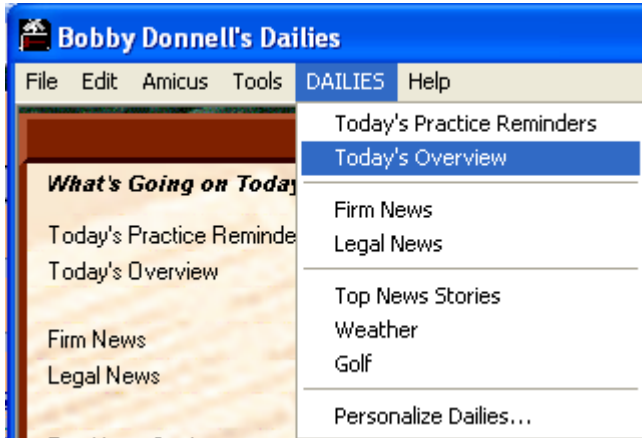 Bobby Donnell's Dailies
File Edit Amicus Tools DAILIES Help
Today's Practice Reminders
Today's Overview
Firm News
Legal News
Top News Stories
Weather
Golf
Personalize Dailies...
What's Going on Today
Today's Practice Reminde
Today's Overview
Firm News
Legal News